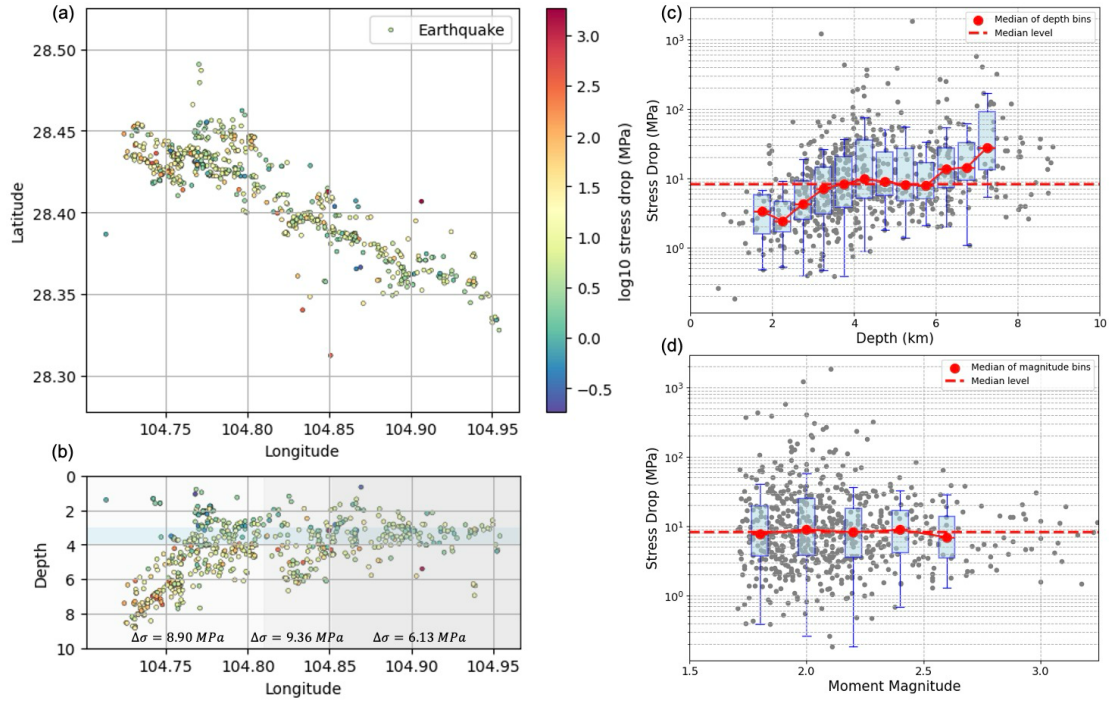 (a)
Earthquake
28.50
28.45
28.40
28.35
28.30
Latitude
104.75
104.80
104.85
104.90
104.95
Longitude
3.0
2.5
2.0
1.5
1.0
0.5
0.0
−0.5
log10 stress drop (MPa)
(b)
0
2
4
6
8
10
Depth
Δσ = 8.90 MPa
Δσ = 9.36 MPa
Δσ = 6.13 MPa
104.75
104.80
104.85
104.90
104.95
Longitude
(c)
Median of depth bins
Median level
10³
10²
10¹
10⁰
Stress Drop (MPa)
0
2
4
6
8
10
Depth (km)
(d)
Median of magnitude bins
Median level
10³
10²
10¹
10⁰
Stress Drop (MPa)
1.5
2.0
2.5
3.0
Moment Magnitude